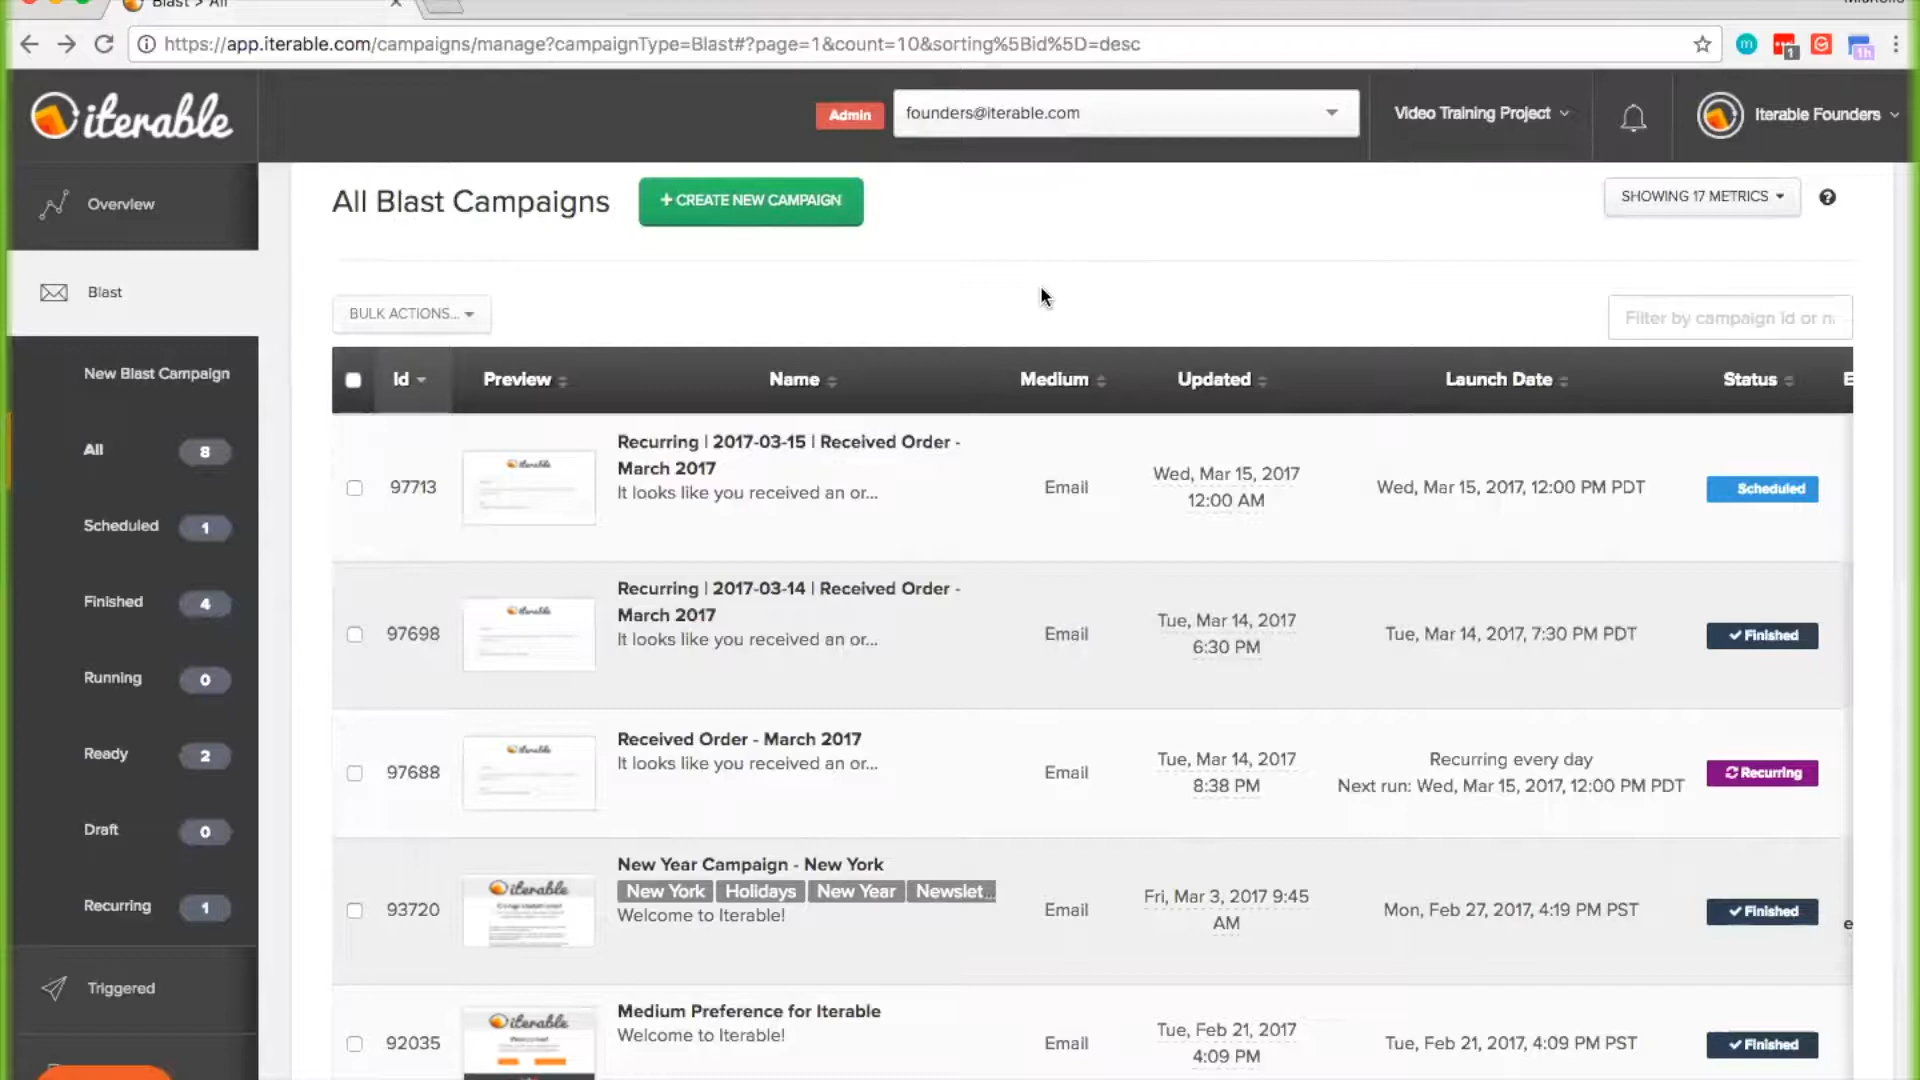 Blast > All
https://app.iterable.com/campaigns/manage?campaignType=Blast#?page=1&count=10&sorting%5Bid%5D=desc
iterable
Admin
founders@iterable.com
Video Training Project
Iterable Founders
Overview
Blast
New Blast Campaign
All 8
Scheduled 1
Finished 4
Running 0
Ready 2
Draft 0
Recurring 1
Triggered
All Blast Campaigns
+ CREATE NEW CAMPAIGN
SHOWING 17 METRICS
BULK ACTIONS...
Filter by campaign id or n
Id Preview Name Medium Updated Launch Date Status E
97713
iterable
Recurring | 2017-03-15 | Received Order -
March 2017
It looks like you received an or...
Email
Wed, Mar 15, 2017
12:00 AM
Wed, Mar 15, 2017, 12:00 PM PDT
Scheduled
97698
iterable
Recurring | 2017-03-14 | Received Order -
March 2017
It looks like you received an or...
Email
Tue, Mar 14, 2017
6:30 PM
Tue, Mar 14, 2017, 7:30 PM PDT
Finished
97688
iterable
Received Order - March 2017
It looks like you received an or...
Email
Tue, Mar 14, 2017
8:38 PM
Recurring every day
Next run: Wed, Mar 15, 2017, 12:00 PM PDT
Recurring
93720
iterable
New Year Campaign - New York
New York Holidays New Year Newslet...
Welcome to Iterable!
Email
Fri, Mar 3, 2017 9:45
AM
Mon, Feb 27, 2017, 4:19 PM PST
Finished
e
92035
iterable
Medium Preference for Iterable
Welcome to Iterable!
Email
Tue, Feb 21, 2017
4:09 PM
Tue, Feb 21, 2017, 4:09 PM PST
Finished